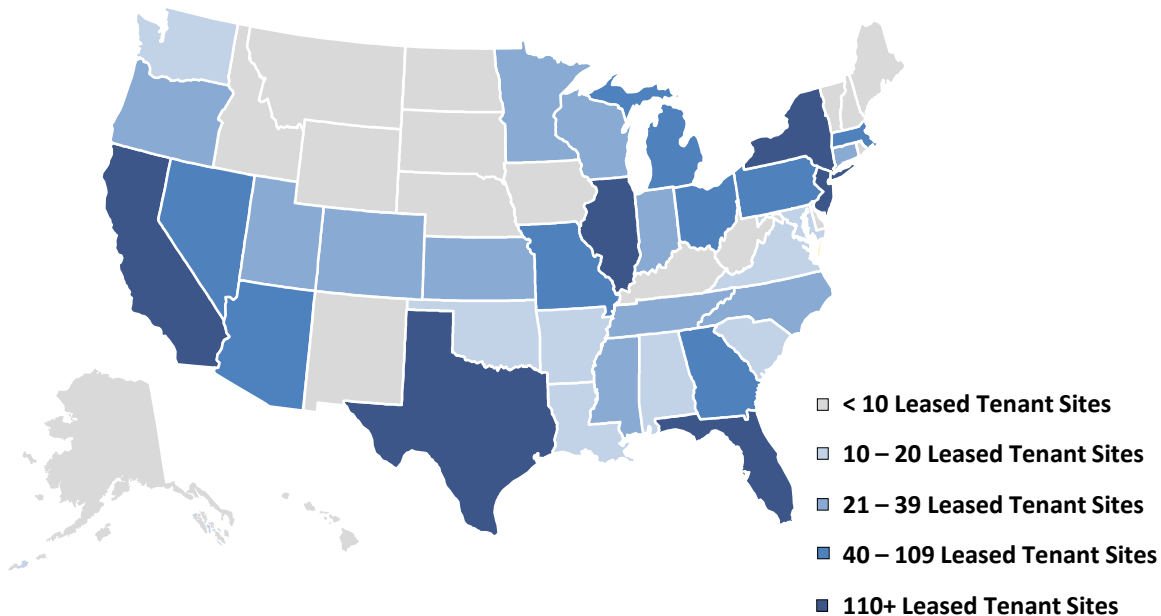 < 10 Leased Tenant Sites
10 – 20 Leased Tenant Sites
21 – 39 Leased Tenant Sites
40 – 109 Leased Tenant Sites
110+ Leased Tenant Sites